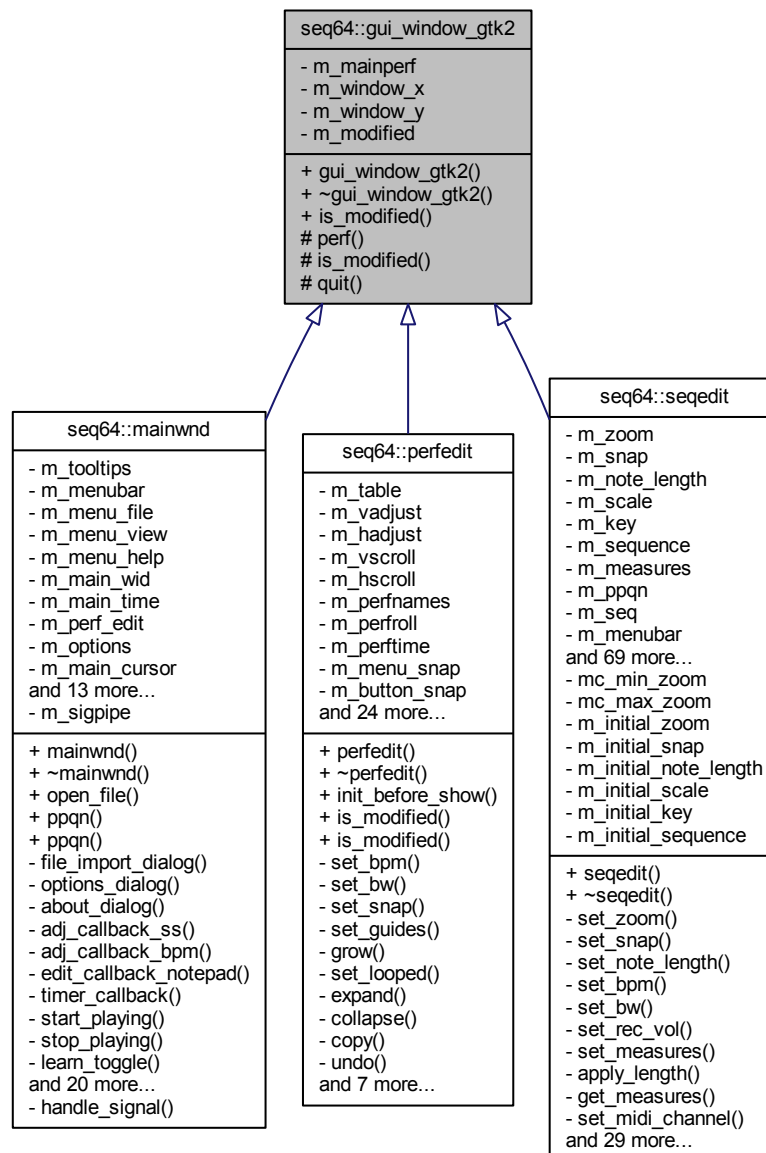 seq64::gui_window_gtk2
- m_mainperf
- m_window_x
- m_window_y
- m_modified
+ gui_window_gtk2()
+ ~gui_window_gtk2()
+ is_modified()
# perf()
# is_modified()
# quit()
seq64::mainwnd
- m_tooltips
- m_menubar
- m_menu_file
- m_menu_view
- m_menu_help
- m_main_wid
- m_main_time
- m_perf_edit
- m_options
- m_main_cursor
and 13 more...
- m_sigpipe
+ mainwnd()
+ ~mainwnd()
+ open_file()
+ ppqn()
+ ppqn()
- file_import_dialog()
- options_dialog()
- about_dialog()
- adj_callback_ss()
- adj_callback_bpm()
- edit_callback_notepad()
- timer_callback()
- start_playing()
- stop_playing()
- learn_toggle()
and 20 more...
- handle_signal()
seq64::perfedit
- m_table
- m_vadjust
- m_hadjust
- m_vscroll
- m_hscroll
- m_perfnames
- m_perfroll
- m_perftime
- m_menu_snap
- m_button_snap
and 24 more...
+ perfedit()
+ ~perfedit()
+ init_before_show()
+ is_modified()
+ is_modified()
- set_bpm()
- set_bw()
- set_snap()
- set_guides()
- grow()
- set_looped()
- expand()
- collapse()
- copy()
- undo()
and 7 more...
seq64::seqedit
- m_zoom
- m_snap
- m_note_length
- m_scale
- m_key
- m_sequence
- m_measures
- m_ppqn
- m_seq
- m_menubar
and 69 more...
- mc_min_zoom
- mc_max_zoom
- m_initial_zoom
- m_initial_snap
- m_initial_note_length
- m_initial_scale
- m_initial_key
- m_initial_sequence
+ seqedit()
+ ~seqedit()
- set_zoom()
- set_snap()
- set_note_length()
- set_bpm()
- set_bw()
- set_rec_vol()
- set_measures()
- apply_length()
- get_measures()
- set_midi_channel()
and 29 more...